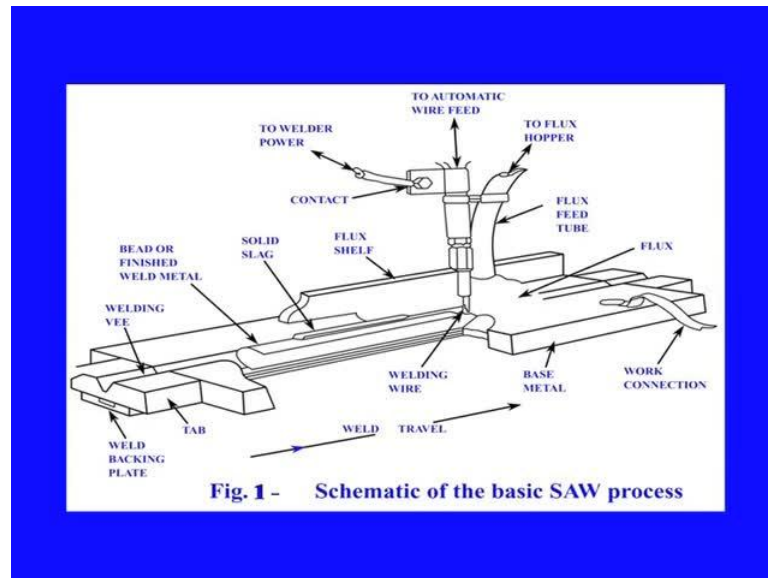 TO AUTOMATIC
WIRE FEED
TO WELDER
POWER
TO FLUX
HOPPER
CONTACT
FLUX
FEED
TUBE
BEAD OR
FINISHED
WELD METAL
SOLID
SLAG
FLUX
SHELF
FLUX
WELDING
VEE
WELDING
WIRE
BASE
METAL
WORK
CONNECTION
TAB
WELD
BACKING
PLATE
WELD TRAVEL
Fig. 1 - Schematic of the basic SAW process